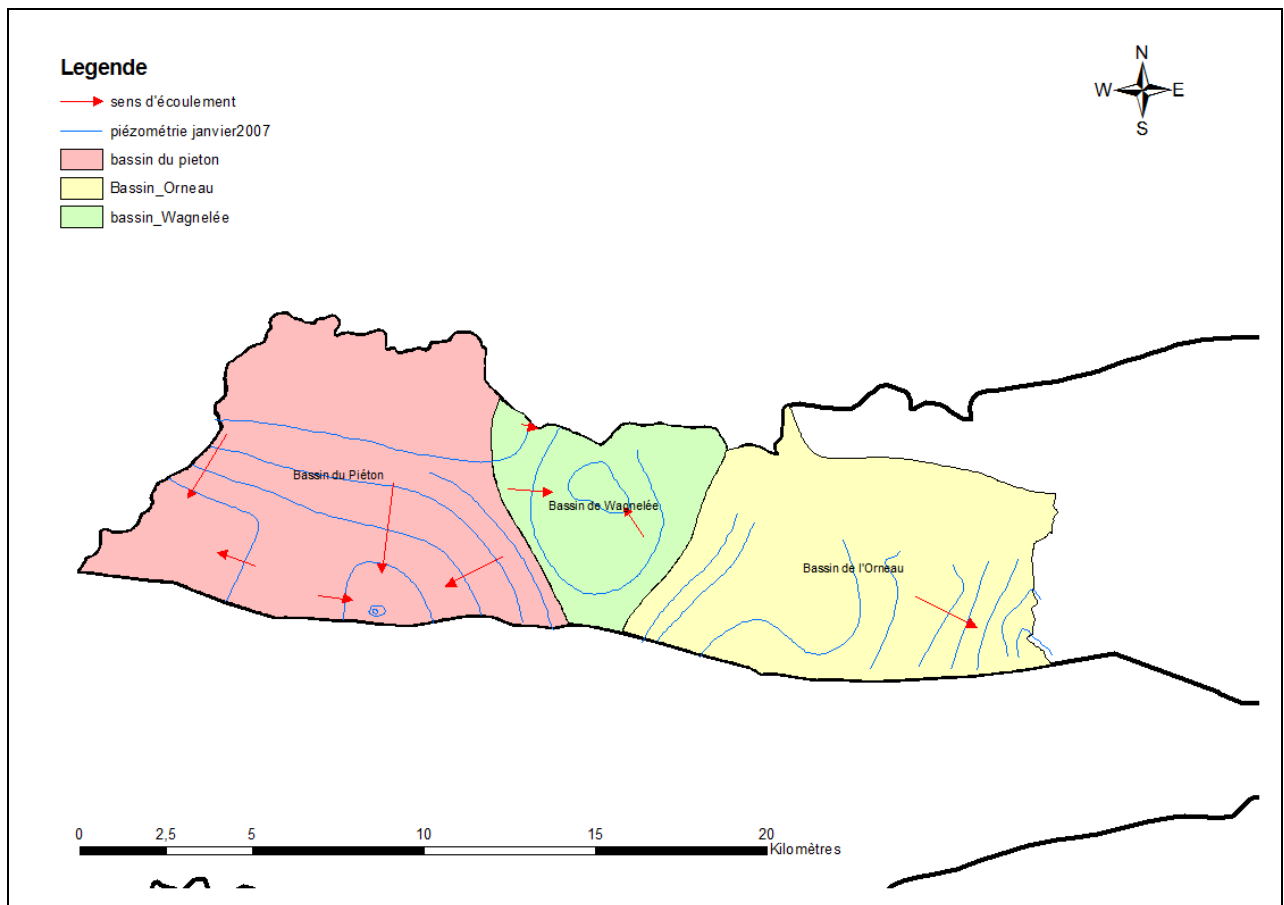 Legende
sens d'écoulement
piézométrie janvier2007
bassin du pieton
Bassin_Orneau
bassin_Wagnelée
N
W E
S
Bassin du Piéton
Bassin de Wagnelée
Bassin de l'Orneau
0 2,5 5 10 15 20
Kilomètres